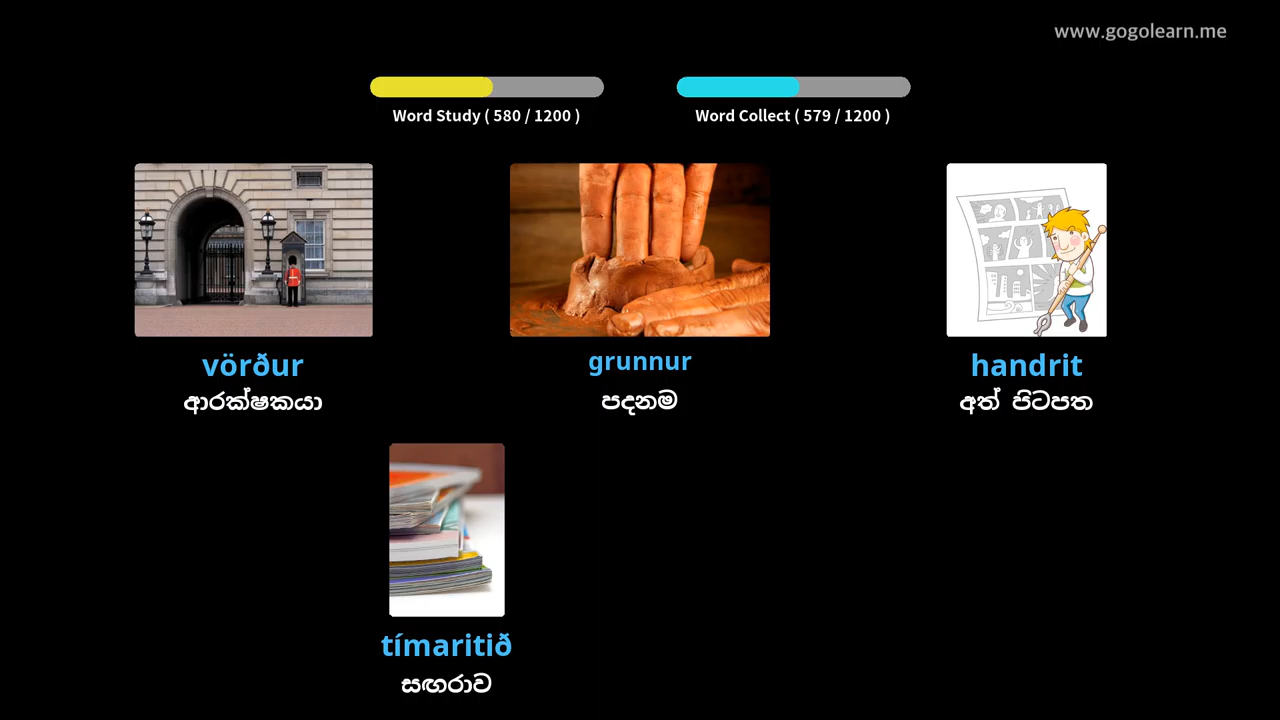 www.gogolearn.me
Word Study ( 580 / 1200 )
Word Collect ( 579 / 1200 )
vörður
ආරක්ෂකයා
grunnur
පදනම
handrit
අත් පිටපත
tímaritið
සඟරාව